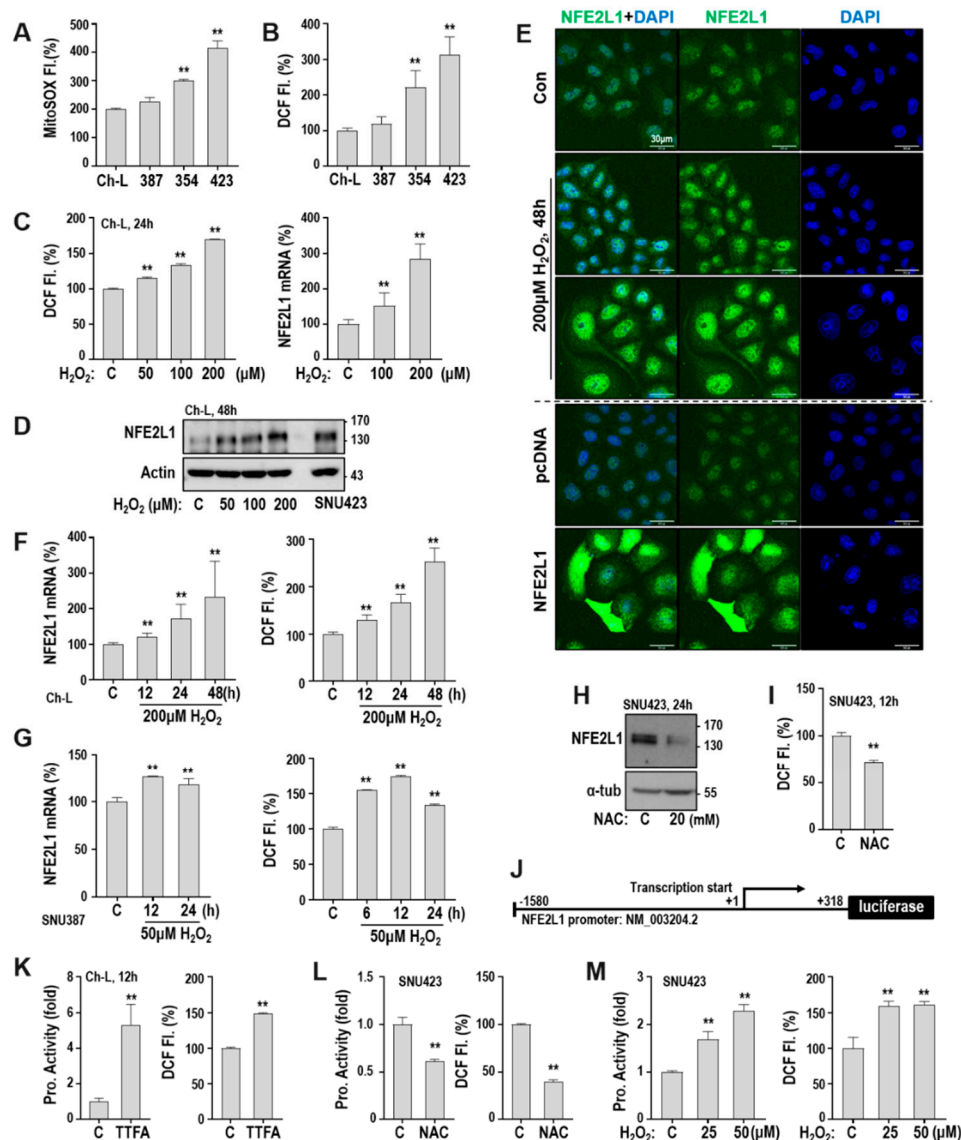 A
MitoSOX Fl.(%)
500
400
300
200
100
0
**
**
Ch-L 387 354 423
B
DCF Fl. (%)
400
300
200
100
0
**
**
Ch-L 387 354 423
C
Ch-L, 24h
DCF Fl. (%)
200
150
100
50
0
**
**
**
H2O2: C 50 100 200 (μM)
NFE2L1 mRNA (%)
400
300
200
100
0
**
**
H2O2: C 100 200 (μM)
D
Ch-L, 48h
NFE2L1
170
130
Actin
43
H2O2 (μM): C 50 100 200 SNU423
E
NFE2L1+DAPI NFE2L1 DAPI
Con
30μm
200μM H2O2, 48h
pcDNA
NFE2L1
F
NFE2L1 mRNA (%)
400
300
200
100
0
**
**
**
C 12 24 48(h)
Ch-L
200μM H2O2
DCF Fl. (%)
300
200
100
0
**
**
**
C 12 24 48 (h)
200μM H2O2
G
NFE2L1 mRNA (%)
150
100
50
0
**
**
C 12 24 (h)
SNU387
50μM H2O2
DCF Fl. (%)
200
150
100
50
0
**
**
**
C 6 12 24 (h)
50μM H2O2
H
SNU423, 24h
NFE2L1
170
130
α-tub
55
NAC: C 20 (mM)
I
SNU423, 12h
DCF Fl. (%)
150
100
50
0
**
C NAC
J
Transcription start
-1580 +1 +318
luciferase
NFE2L1 promoter: NM_003204.2
K
Ch-L, 12h
Pro. Activity (fold)
8
6
4
2
0
**
C TTFA
DCF Fl. (%)
200
150
100
50
0
**
C TTFA
L
SNU423
Pro. Activity (fold)
1.5
1.0
0.5
0
**
C NAC
DCF Fl. (%)
150
100
50
0
**
C NAC
M
SNU423
Pro. Activity (fold)
3
2
1
0
**
**
H2O2: C 25 50(μM)
DCF Fl. (%)
200
150
100
50
0
**
**
H2O2: C 25 50(μM)